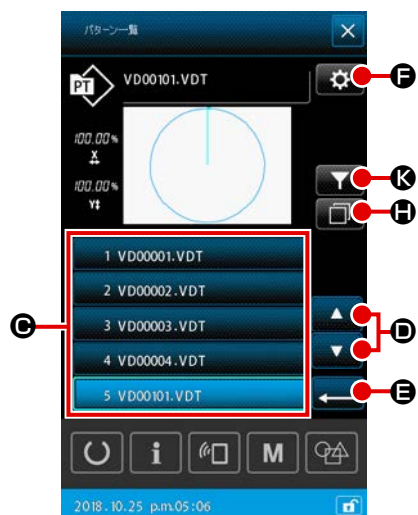 パターン一覧
PT
VD00101.VDT
F
100.00%
X
100.00%
Y
K
H
1 VD00001.VDT
2 VD00002.VDT
3 VD00003.VDT
4 VD00004.VDT
5 VD00101.VDT
C
D
E
i
M
2018.10.25 p.m.05:06